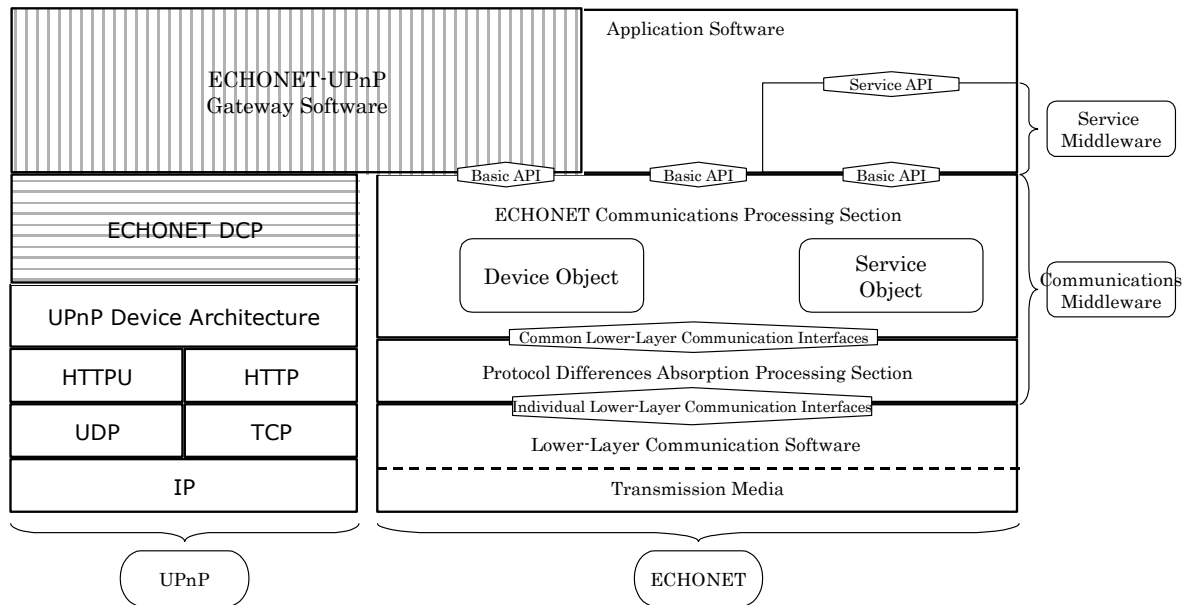 Application Software
ECHONET-UPnP
Gateway Software
Service API
Service
Middleware
Basic API
Basic API
Basic API
ECHONET DCP
ECHONET Communications Processing Section
Device Object
Service
Object
Communications
Middleware
UPnP Device Architecture
Common Lower-Layer Communication Interfaces
HTTPU
HTTP
Protocol Differences Absorption Processing Section
Individual Lower-Layer Communication Interfaces
UDP
TCP
Lower-Layer Communication Software
IP
Transmission Media
UPnP
ECHONET